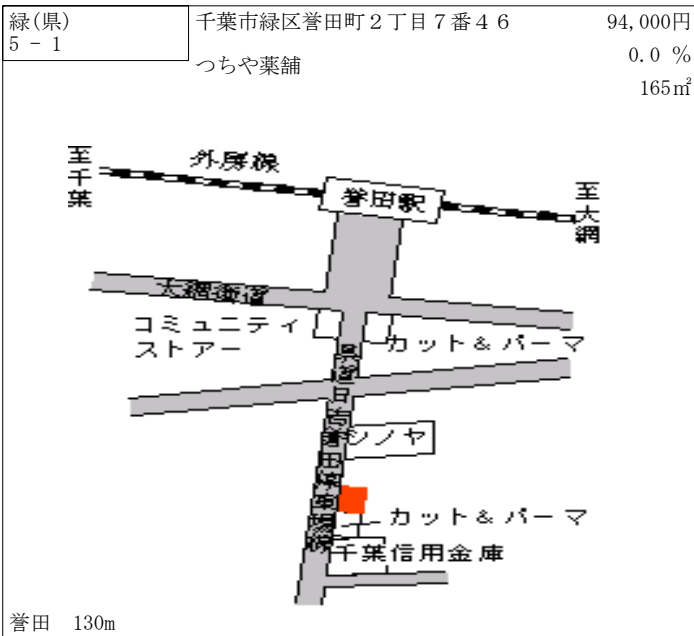 緑(県)
5 - 1
千葉市緑区誉田町２丁目７番４６
94,000円
つちや薬舗
0.0 %
165㎡
至千葉
外房線
誉田駅
至大網
大網街道
コミュニティ
ストアー
カット＆パーマ
シノヤ
カット＆パーマ
千葉信用金庫
誉田 130m